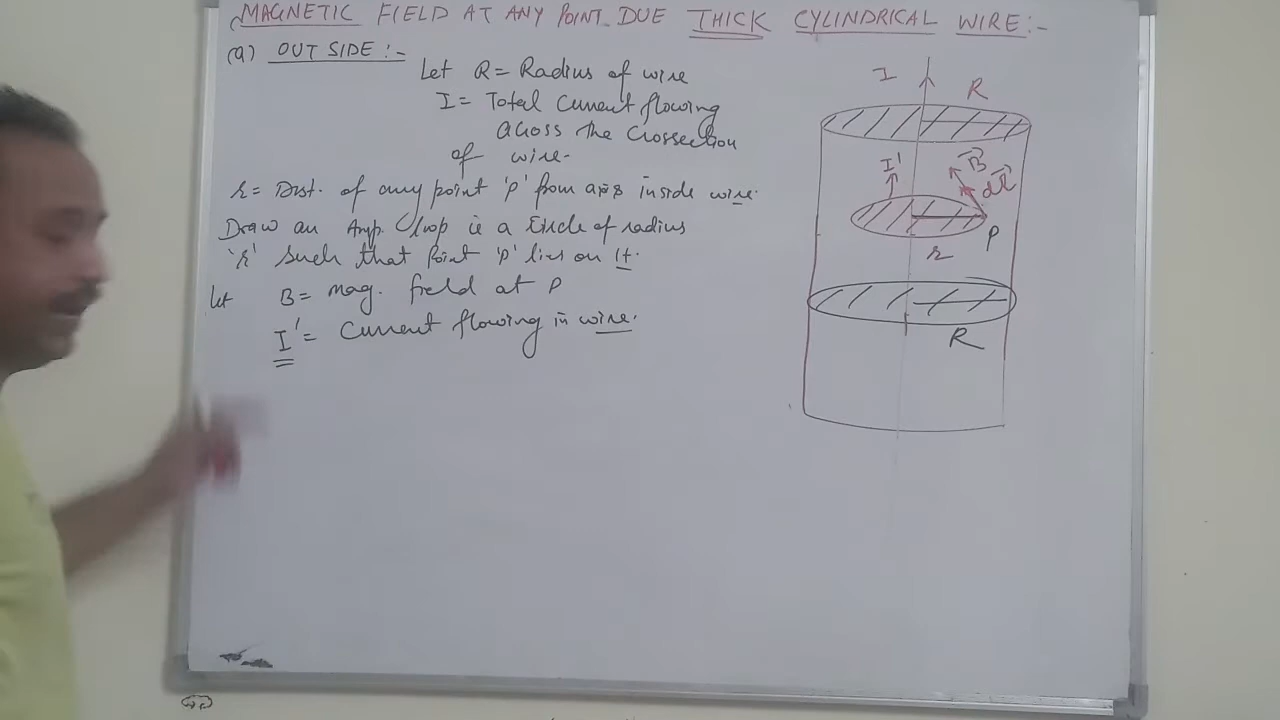 MAGNETIC FIELD AT ANY POINT DUE THICK CYLINDRICAL WIRE:-
(a) OUT SIDE :-
Let R = Radius of wire
I = Total Current flowing
across the Crossection
of wire.
r = Dist. of any point 'P' from axis inside wire.
Draw an Amp. loop ie a Circle of radius
'r' such that Point 'P' lies on it.
let B = mag. field at P
I' = Current flowing in wire.
I
R
I'
B
dl
P
r
R